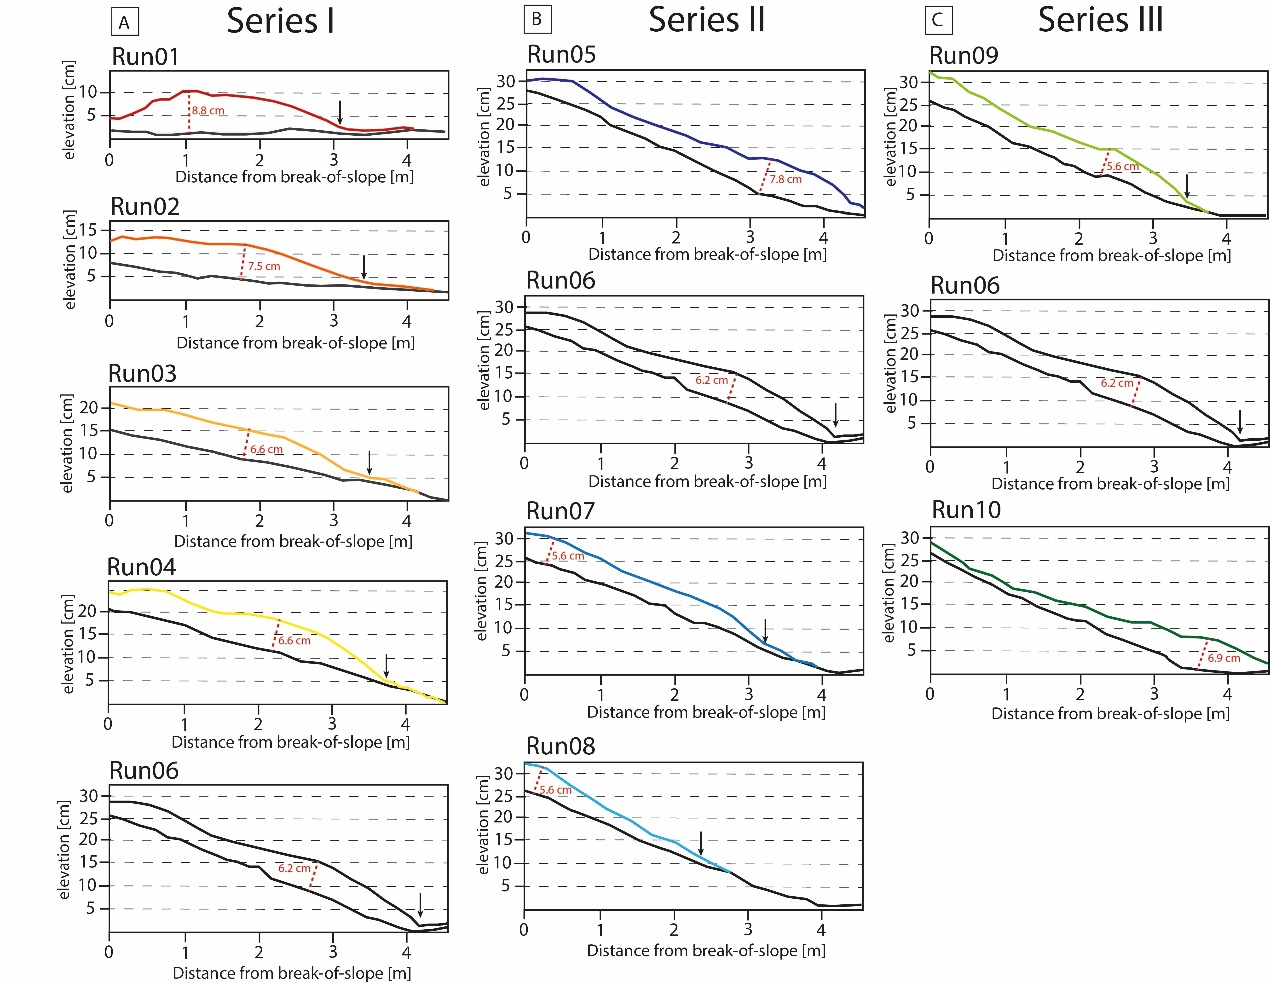 A Series I
Run01
elevation [cm]
10
5
8.8 cm
0 1 2 3 4
Distance from break-of-slope [m]
Run02
elevation [cm]
15
10
5
7.5 cm
0 1 2 3 4
Distance from break-of-slope [m]
Run03
elevation [cm]
20
15
10
5
6.6 cm
0 1 2 3 4
Distance from break-of-slope [m]
Run04
elevation [cm]
20
15
10
5
6.6 cm
0 1 2 3 4
Distance from break-of-slope [m]
Run06
elevation [cm]
30
25
20
15
10
5
6.2 cm
0 1 2 3 4
Distance from break-of-slope [m]
B Series II
Run05
elevation [cm]
30
25
20
15
10
5
7.8 cm
0 1 2 3 4
Distance from break-of-slope [m]
Run06
elevation [cm]
30
25
20
15
10
5
6.2 cm
0 1 2 3 4
Distance from break-of-slope [m]
Run07
elevation [cm]
30
25
20
15
10
5
5.6 cm
0 1 2 3 4
Distance from break-of-slope [m]
Run08
elevation [cm]
30
25
20
15
10
5
5.6 cm
0 1 2 3 4
Distance from break-of-slope [m]
C Series III
Run09
elevation [cm]
30
25
20
15
10
5
5.6 cm
0 1 2 3 4
Distance from break-of-slope [m]
Run06
elevation [cm]
30
25
20
15
10
5
6.2 cm
0 1 2 3 4
Distance from break-of-slope [m]
Run10
elevation [cm]
30
25
20
15
10
5
6.9 cm
0 1 2 3 4
Distance from break-of-slope [m]